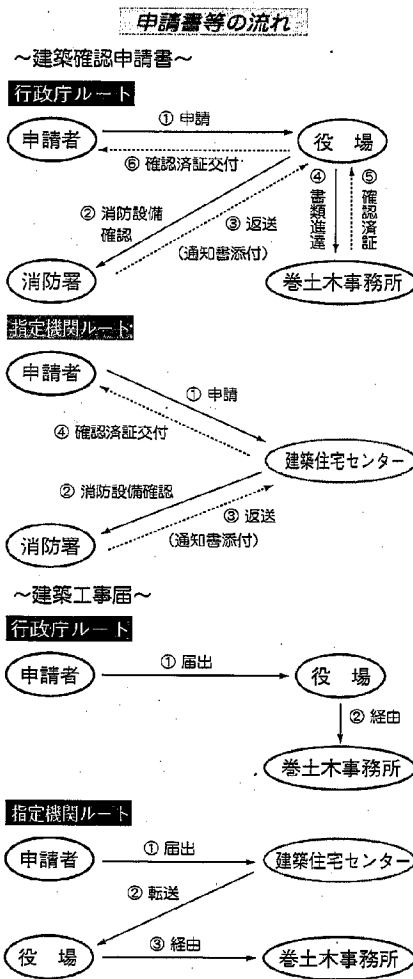 申請書等の流れ
～建築確認申請書～
行政庁ルート
申請者
① 申請
役　場
⑥ 確認済証交付
② 消防設備
確認
③ 返送
(通知書添付)
④ 書類進達
⑤ 確認済証
消防署
巻土木事務所
指定機関ルート
申請者
① 申請
④ 確認済証交付
建築住宅センター
② 消防設備確認
③ 返送
(通知書添付)
消防署
～建築工事届～
行政庁ルート
申請者
① 届出
役　場
② 経由
巻土木事務所
指定機関ルート
申請者
① 届出
建築住宅センター
② 転送
役　場
③ 経由
巻土木事務所